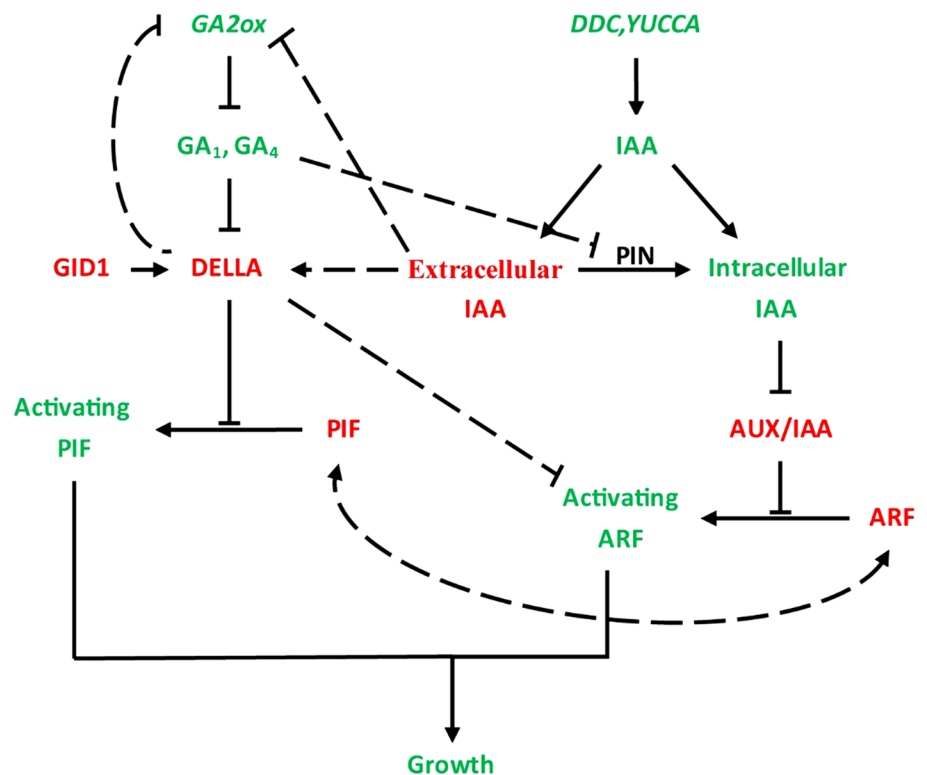 GA2ox
DDC,YUCCA
GA₁, GA₄
IAA
GID1
DELLA
Extracellular
IAA
PIN
Intracellular
IAA
Activating
PIF
PIF
AUX/IAA
Activating
ARF
ARF
Growth